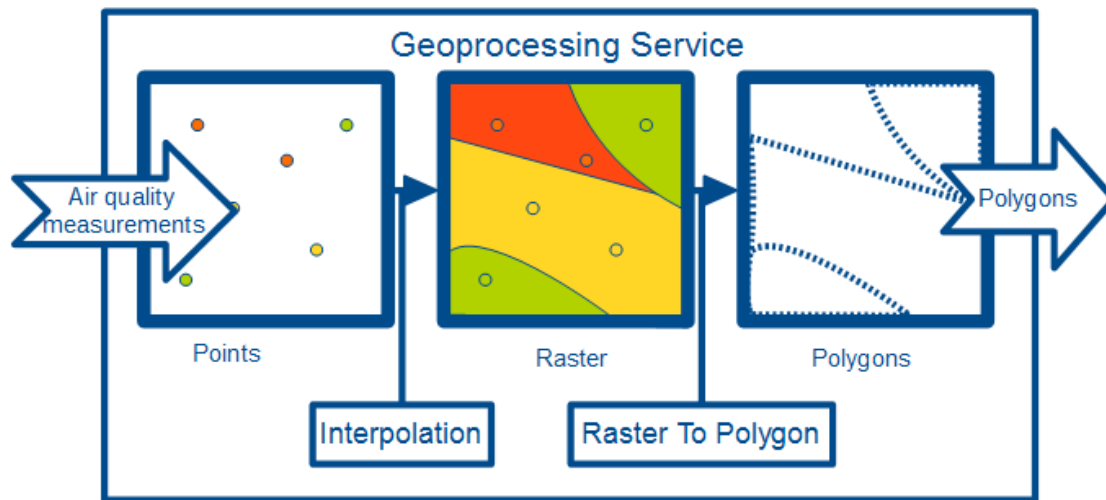 Geoprocessing Service
Air quality
measurements
Polygons
Points
Raster
Polygons
Interpolation
Raster To Polygon